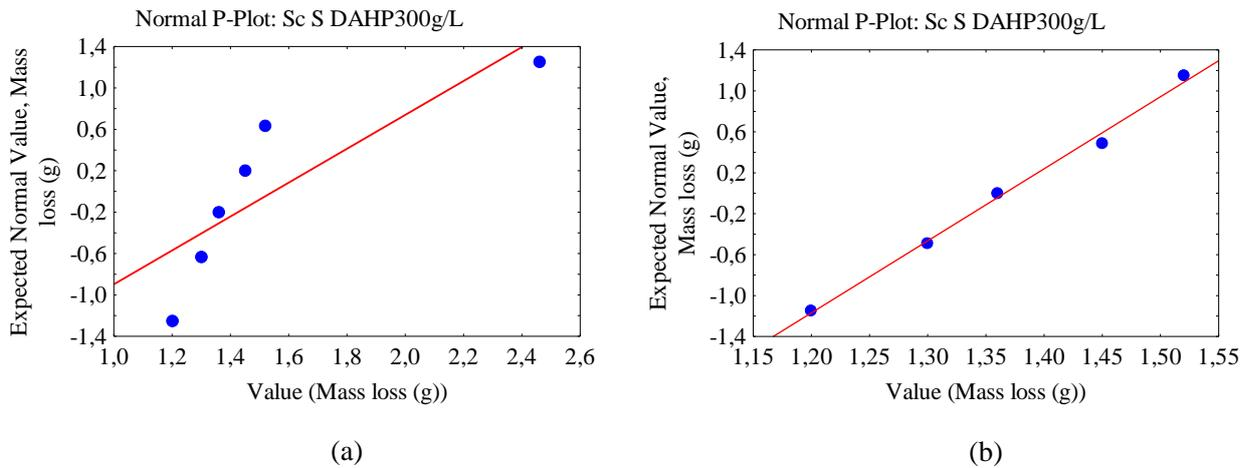 Normal P-Plot: Sc S DAHP300g/L
Expected Normal Value, Mass
loss (g)
1,4
1,0
0,6
0,2
-0,2
-0,6
-1,0
-1,4
1,0 1,2 1,4 1,6 1,8 2,0 2,2 2,4 2,6
Value (Mass loss (g))
(a)
Normal P-Plot: Sc S DAHP300g/L
Expected Normal Value,
Mass loss (g)
1,4
1,0
0,6
0,2
-0,2
-0,6
-1,0
-1,4
1,15 1,20 1,25 1,30 1,35 1,40 1,45 1,50 1,55
Value (Mass loss (g))
(b)